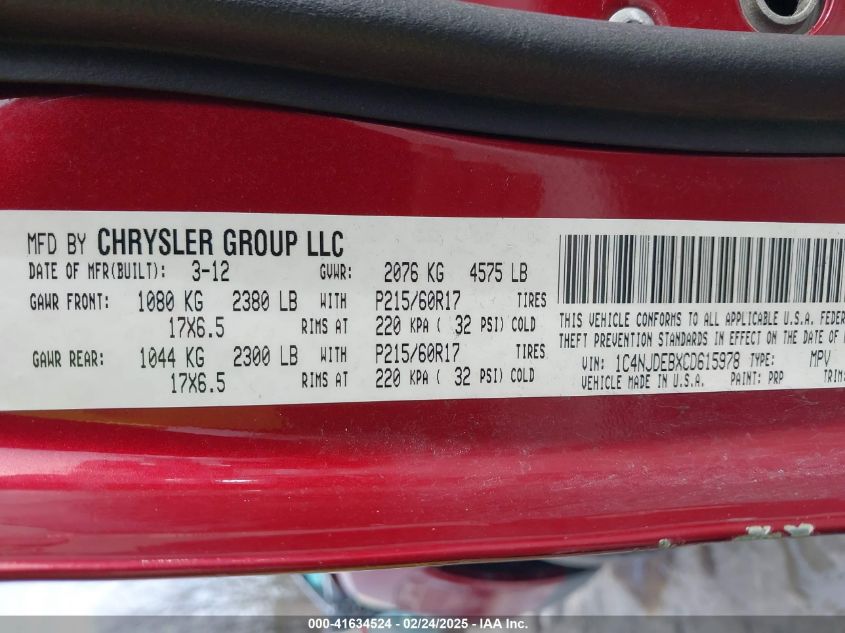 MFD BY CHRYSLER GROUP LLC
DATE OF MFR(BUILT): 3-12 GVWR: 2076 KG 4575 LB
GAWR FRONT: 1080 KG 2380 LB WITH P215/60R17 TIRES
17X6.5 RIMS AT 220 KPA ( 32 PSI) COLD
GAWR REAR: 1044 KG 2300 LB WITH P215/60R17 TIRES
17X6.5 RIMS AT 220 KPA ( 32 PSI) COLD
THIS VEHICLE CONFORMS TO ALL APPLICABLE U.S.A. FEDER
THEFT PREVENTION STANDARDS IN EFFECT ON THE DATE OF
VIN: 1C4NJDEBXCD615978 TYPE: MPV
VEHICLE MADE IN U.S.A. PAINT: PRP TRIM:
000-41634524 - 02/24/2025 - IAA Inc.